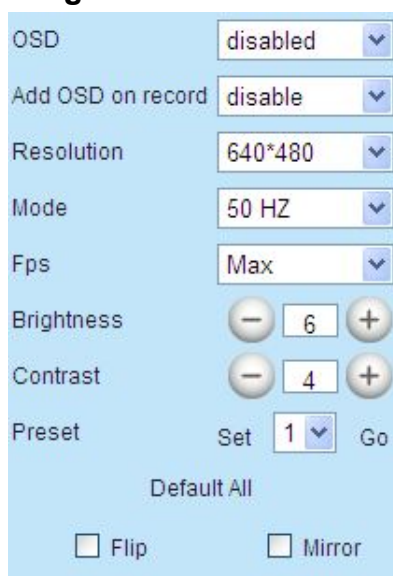 OSD disabled
Add OSD on record disable
Resolution 640*480
Mode 50 HZ
Fps Max
Brightness - 6 +
Contrast - 4 +
Preset Set 1 Go
Default All
Flip Mirror